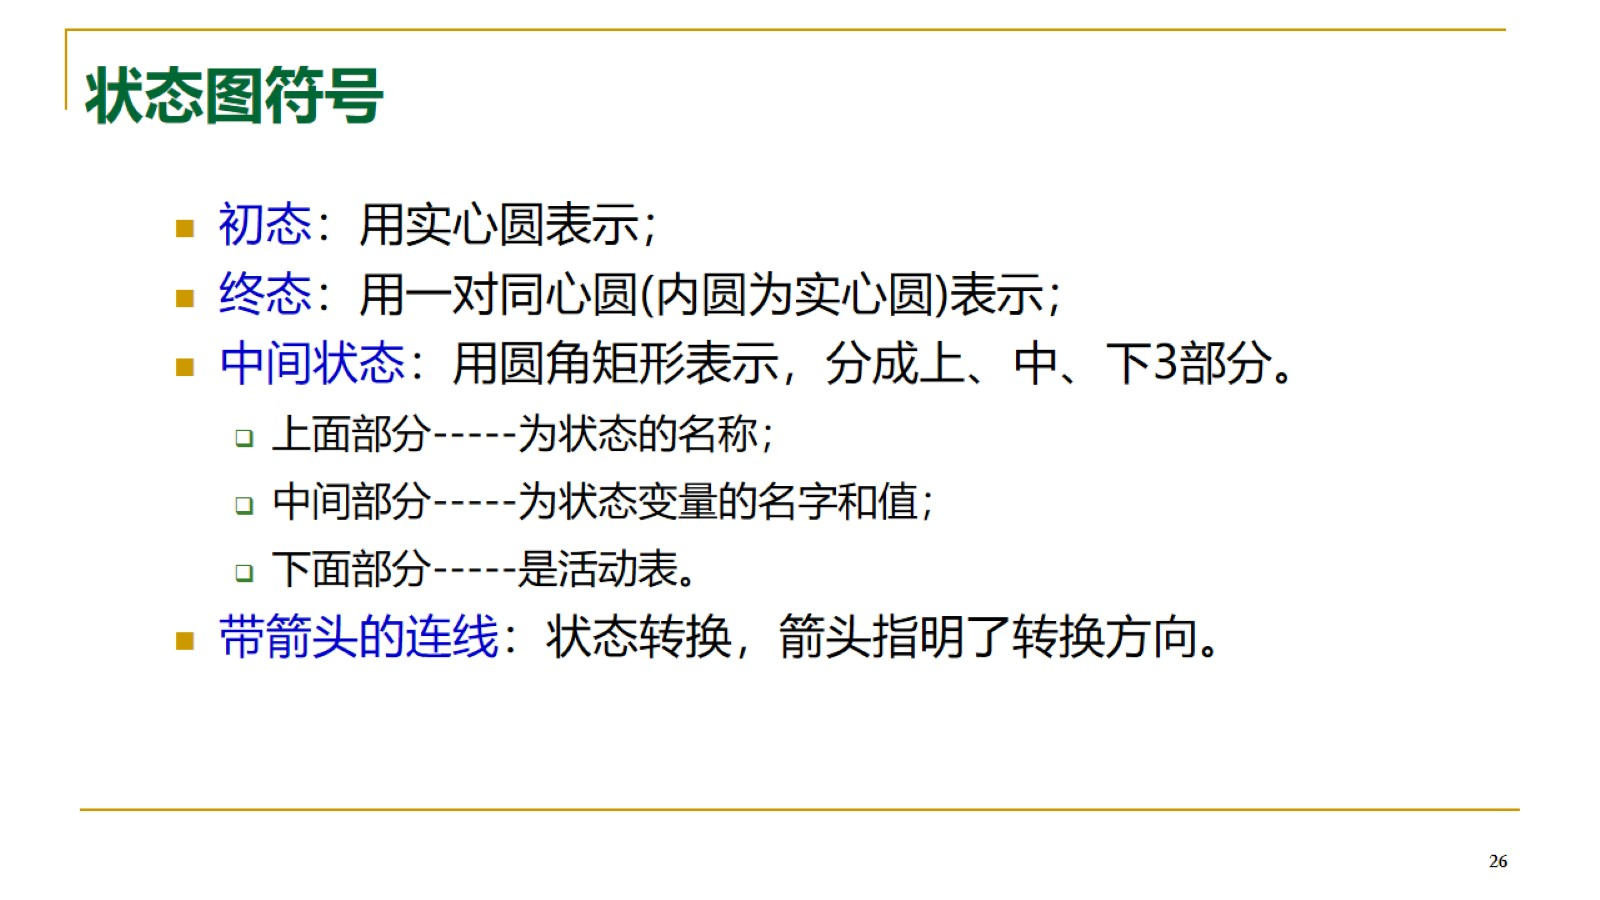 状态图符号
初态：用实心圆表示；
终态：用一对同心圆(内圆为实心圆)表示；
中间状态：用圆角矩形表示，分成上、中、下3部分。
上面部分-----为状态的名称；
中间部分-----为状态变量的名字和值；
下面部分-----是活动表。
带箭头的连线：状态转换，箭头指明了转换方向。
26